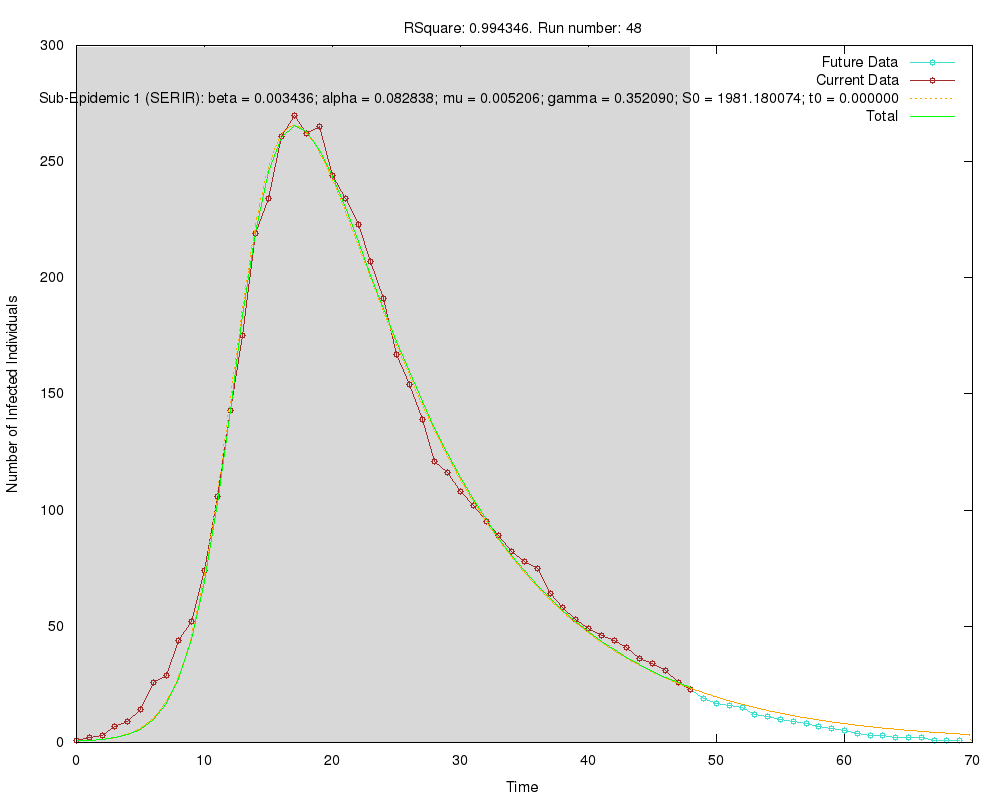 RSquare: 0.994346. Run number: 48
300
250
200
150
100
50
0
Number of Infected Individuals
Future Data
Current Data
Sub-Epidemic 1 (SERIR): beta = 0.003436; alpha = 0.082838; mu = 0.005206; gamma = 0.352090; S0 = 1981.180074; t0 = 0.000000
Total
0 10 20 30 40 50 60 70
Time